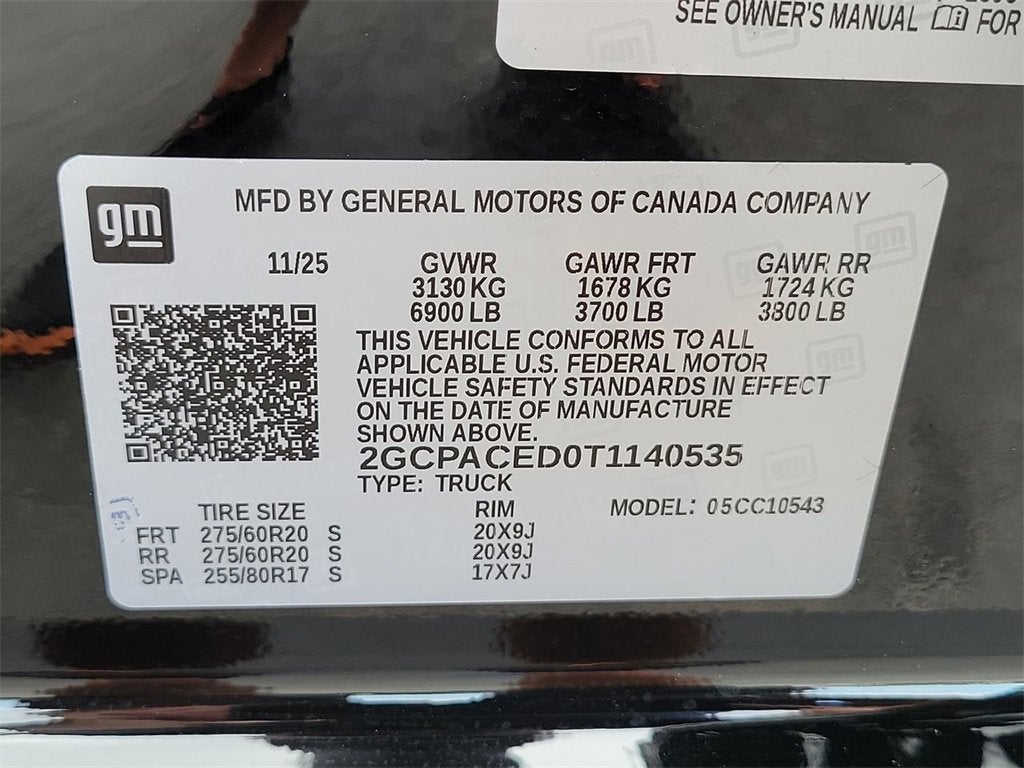 SEE OWNER'S MANUAL FOR
gm
MFD BY GENERAL MOTORS OF CANADA COMPANY
11/25 GVWR GAWR FRT GAWR RR
3130 KG 1678 KG 1724 KG
6900 LB 3700 LB 3800 LB
THIS VEHICLE CONFORMS TO ALL
APPLICABLE U.S. FEDERAL MOTOR
VEHICLE SAFETY STANDARDS IN EFFECT
ON THE DATE OF MANUFACTURE
SHOWN ABOVE.
2GCPACED0T1140535
TYPE: TRUCK
TIRE SIZE RIM MODEL: 05CC10543
FRT 275/60R20 S 20X9J
RR 275/60R20 S 20X9J
SPA 255/80R17 S 17X7J